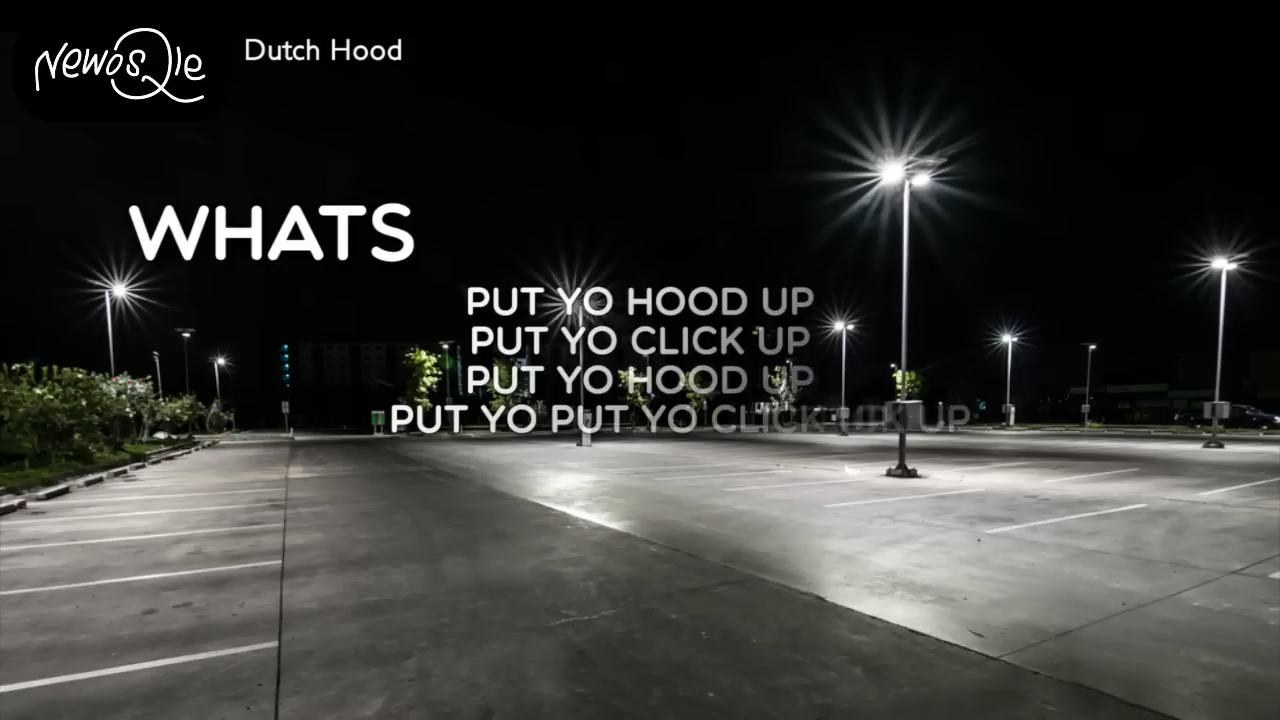 NewosQle
Dutch Hood
WHATS
PUT YO HOOD UP
PUT YO CLICK UP
PUT YO HOOD UP
PUT YO PUT YO CLICK UP